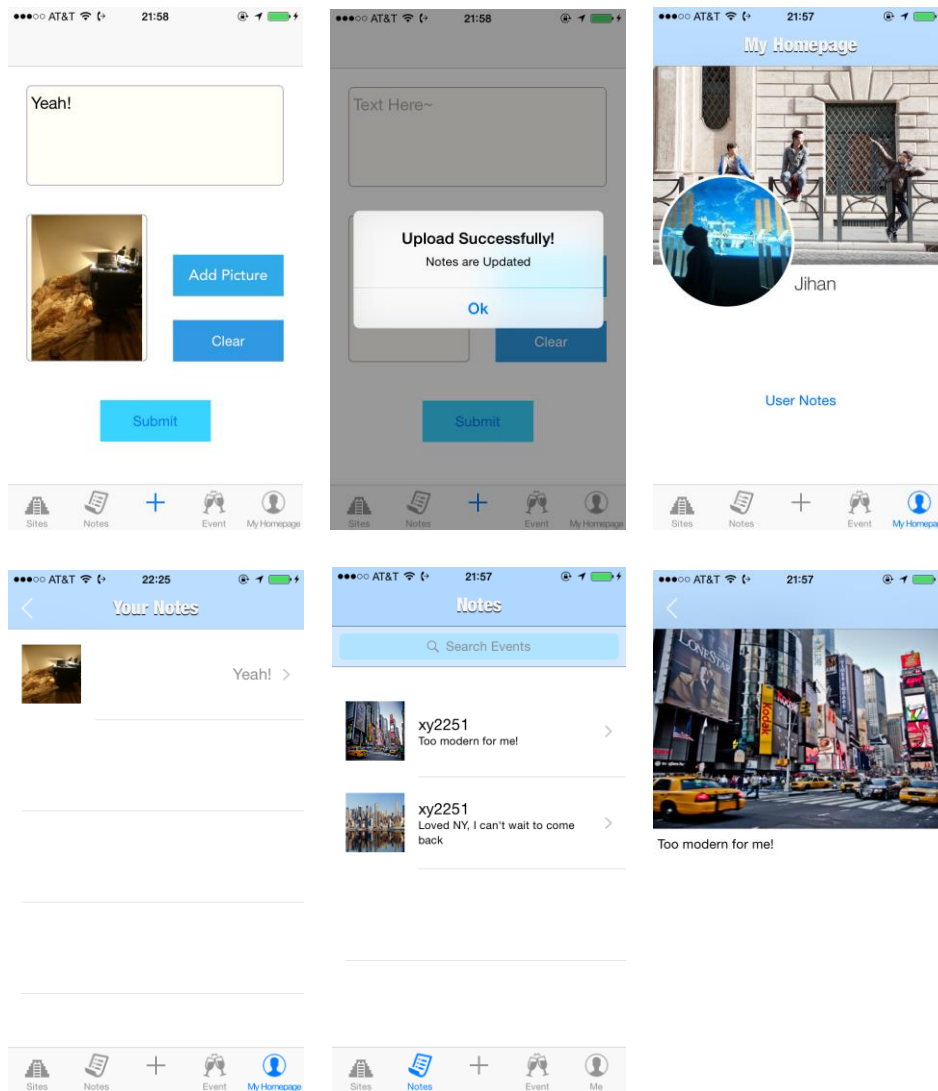 AT&T 21:58
Yeah!
Add Picture
Clear
Submit
Sites Notes Event My Homepage
AT&T 21:58
Text Here~
Upload Successfully!
Notes are Updated
Ok
Clear
Submit
Sites Notes Event My Homepage
AT&T 21:57
My Homepage
Jihan
User Notes
Sites Notes Event My Homepa
AT&T 22:25
Your Notes
Yeah!
Sites Notes Event My Homepage
AT&T 21:57
Notes
Search Events
xy2251
Too modern for me!
xy2251
Loved NY, I can't wait to come
back
Sites Notes Event Me
AT&T 21:57
LONESTAR
Kodak
Too modern for me!